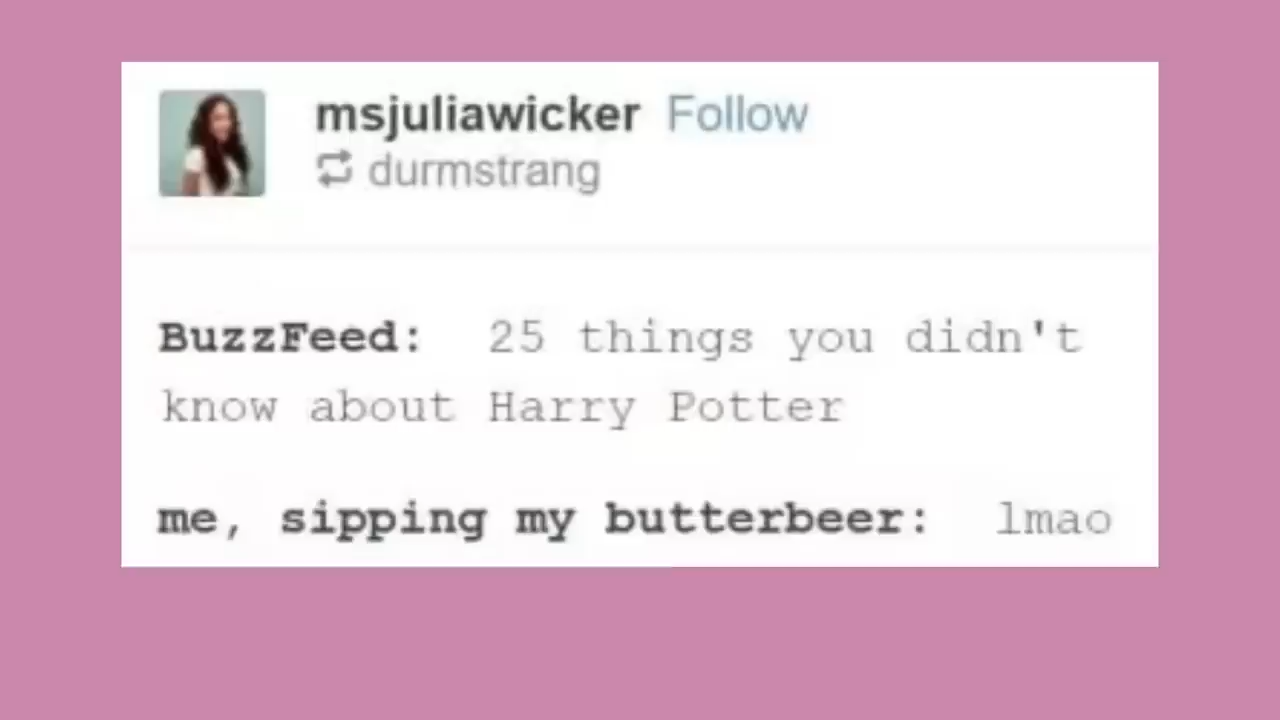 msjuliawicker Follow
durmstrang
BuzzFeed: 25 things you didn't
know about Harry Potter
me, sipping my butterbeer: lmao